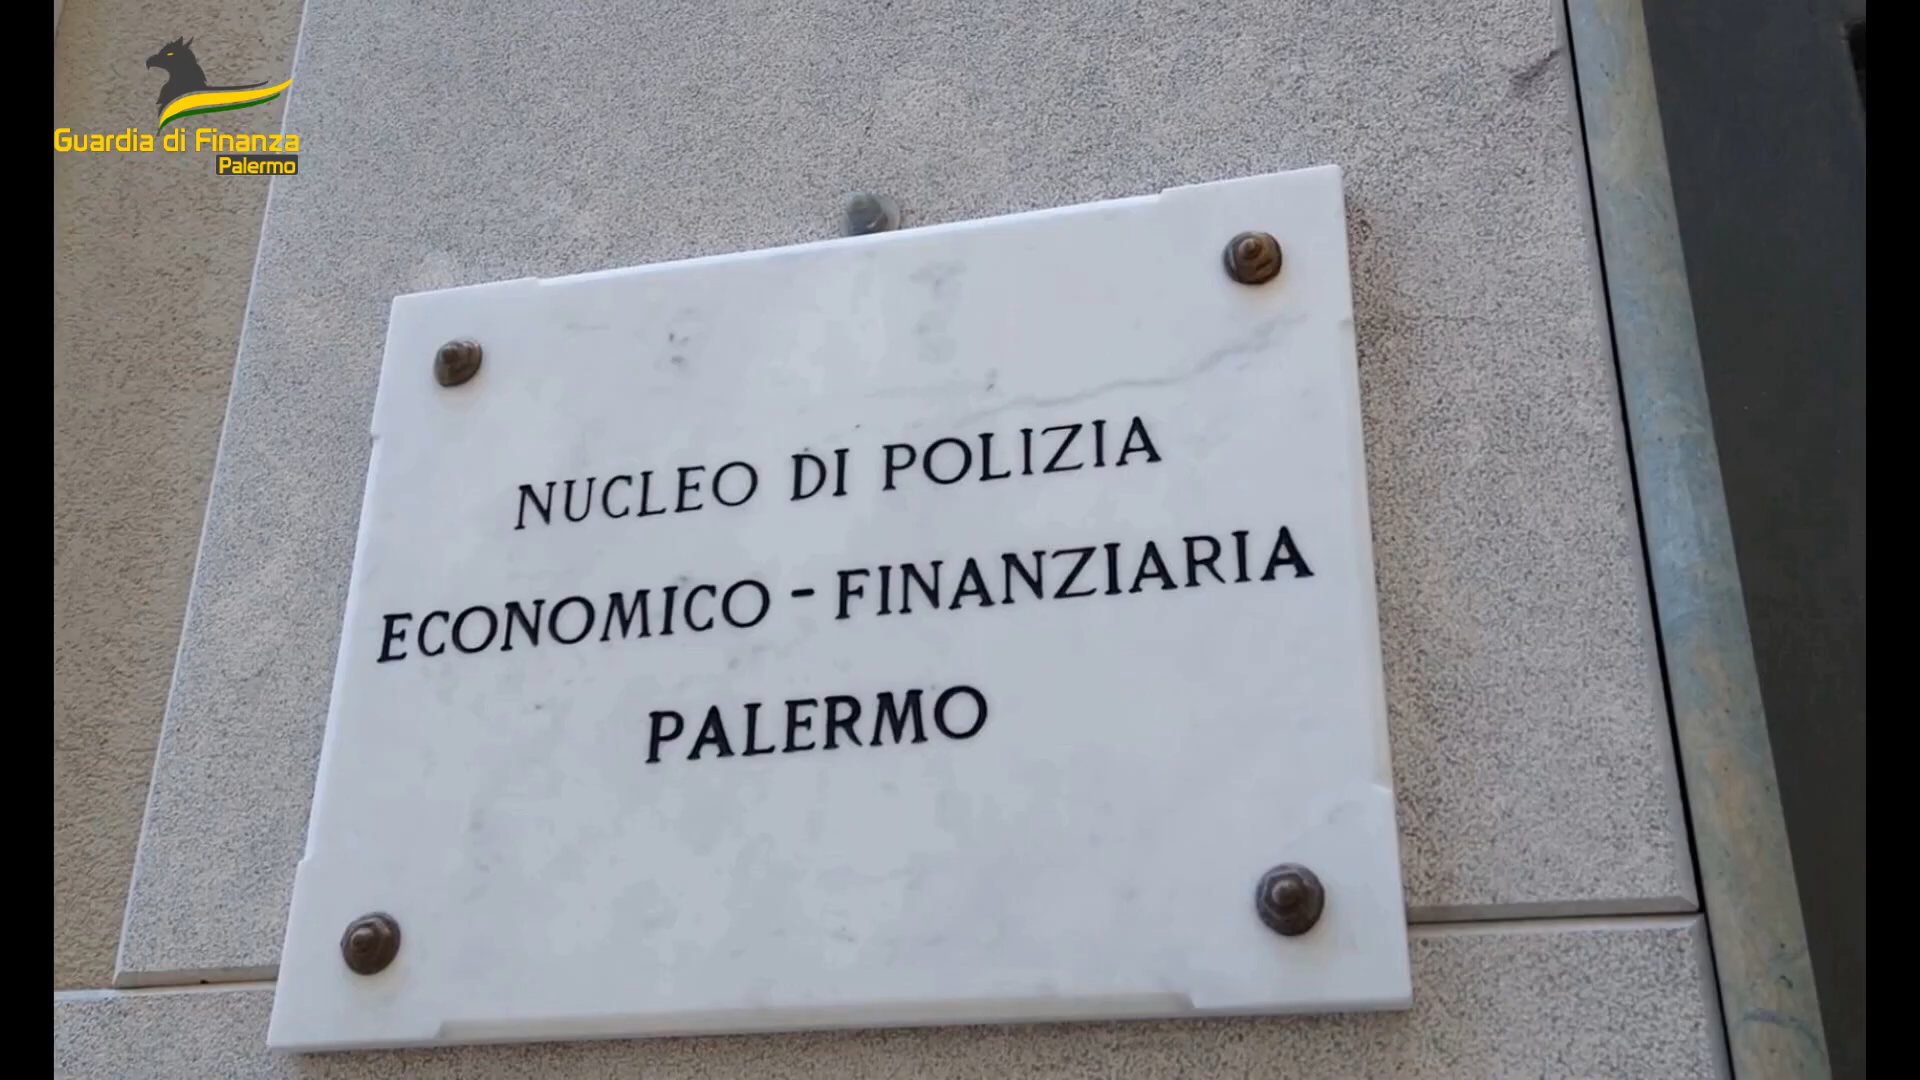 Guardia di Finanza
Palermo
NUCLEO DI POLIZIA
ECONOMICO - FINANZIARIA
PALERMO